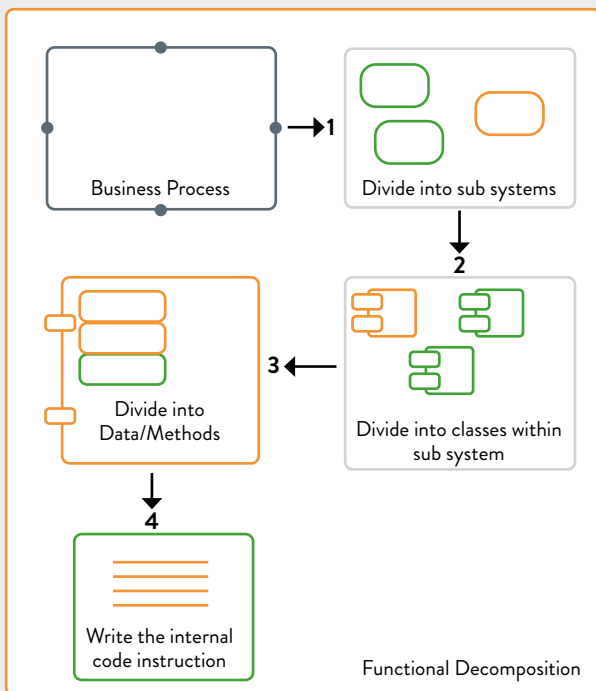 Business Process
1
Divide into sub systems
2
Divide into classes within
sub system
3
Divide into
Data/Methods
4
Write the internal
code instruction
Functional Decomposition